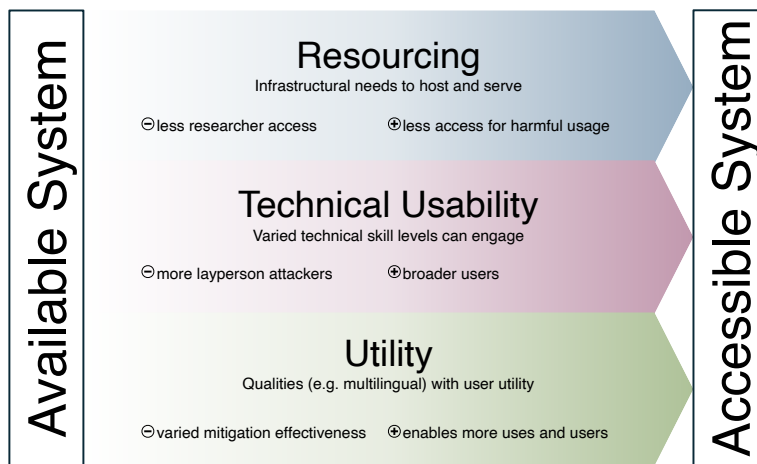 Available System
Resourcing
Infrastructural needs to host and serve
⊖less researcher access
⊕less access for harmful usage
Technical Usability
Varied technical skill levels can engage
⊖more layperson attackers
⊕broader users
Utility
Qualities (e.g. multilingual) with user utility
⊖varied mitigation effectiveness
⊕enables more uses and users
Accessible System